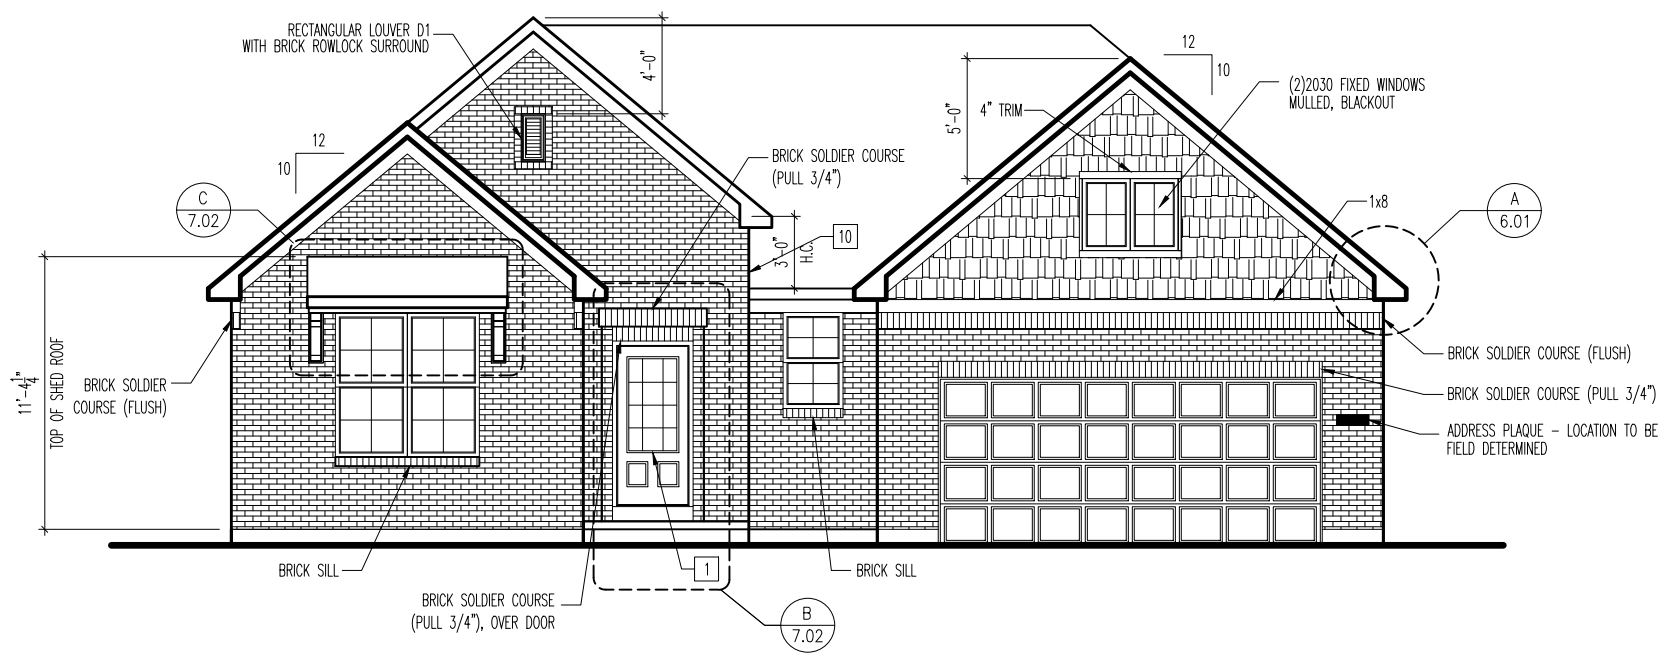 RECTANGULAR LOUVER D1
WITH BRICK ROWLOCK SURROUND
4'-0"
12
10
(2)2030 FIXED WINDOWS
MULLED, BLACKOUT
5'-0"
4" TRIM
12
10
BRICK SOLDIER COURSE
(PULL 3/4")
C
7.02
1x8
A
6.01
10
3'-0"
H.C.
11'-4 1/4"
TOP OF SHED ROOF
BRICK SOLDIER
COURSE (FLUSH)
BRICK SOLDIER COURSE (FLUSH)
BRICK SOLDIER COURSE (PULL 3/4")
ADDRESS PLAQUE – LOCATION TO BE
FIELD DETERMINED
BRICK SILL
1
BRICK SILL
BRICK SOLDIER COURSE
(PULL 3/4"), OVER DOOR
B
7.02